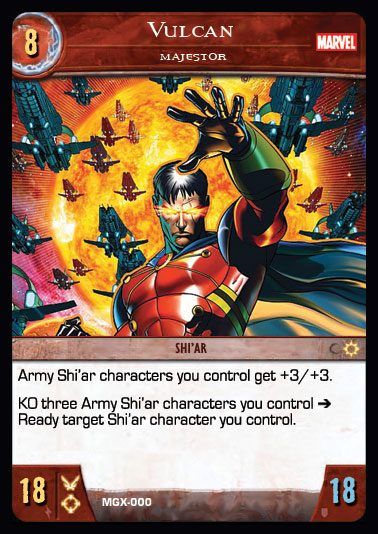 8
Vulcan
MAJESTOR
MARVEL
SHI'AR
C
Army Shi'ar characters you control get +3/+3.
KO three Army Shi'ar characters you control ➔
Ready target Shi'ar character you control.
18
MGX-000
18